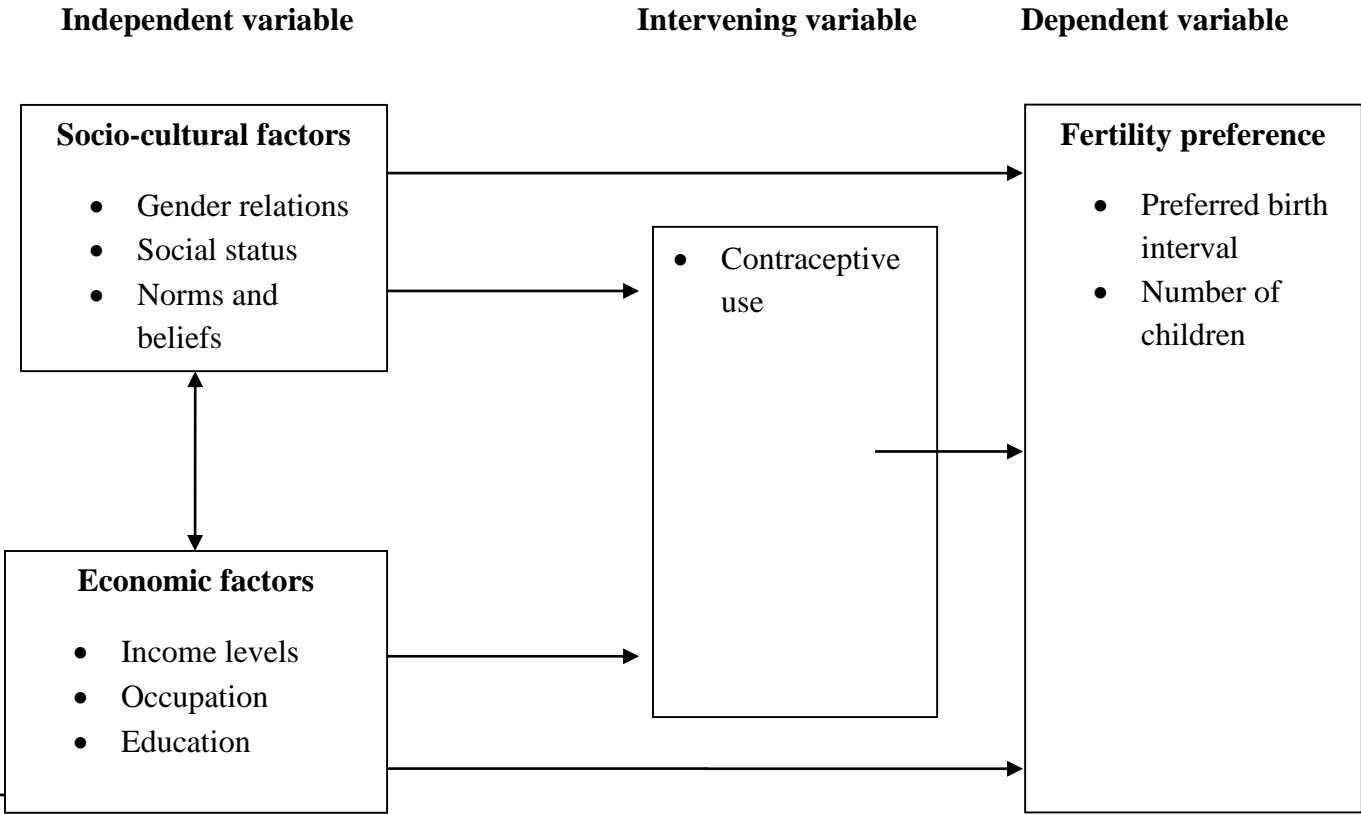 Independent variable
Intervening variable
Dependent variable
Socio-cultural factors
• Gender relations
• Social status
• Norms and
beliefs
• Contraceptive
use
Fertility preference
• Preferred birth
interval
• Number of
children
Economic factors
• Income levels
• Occupation
• Education